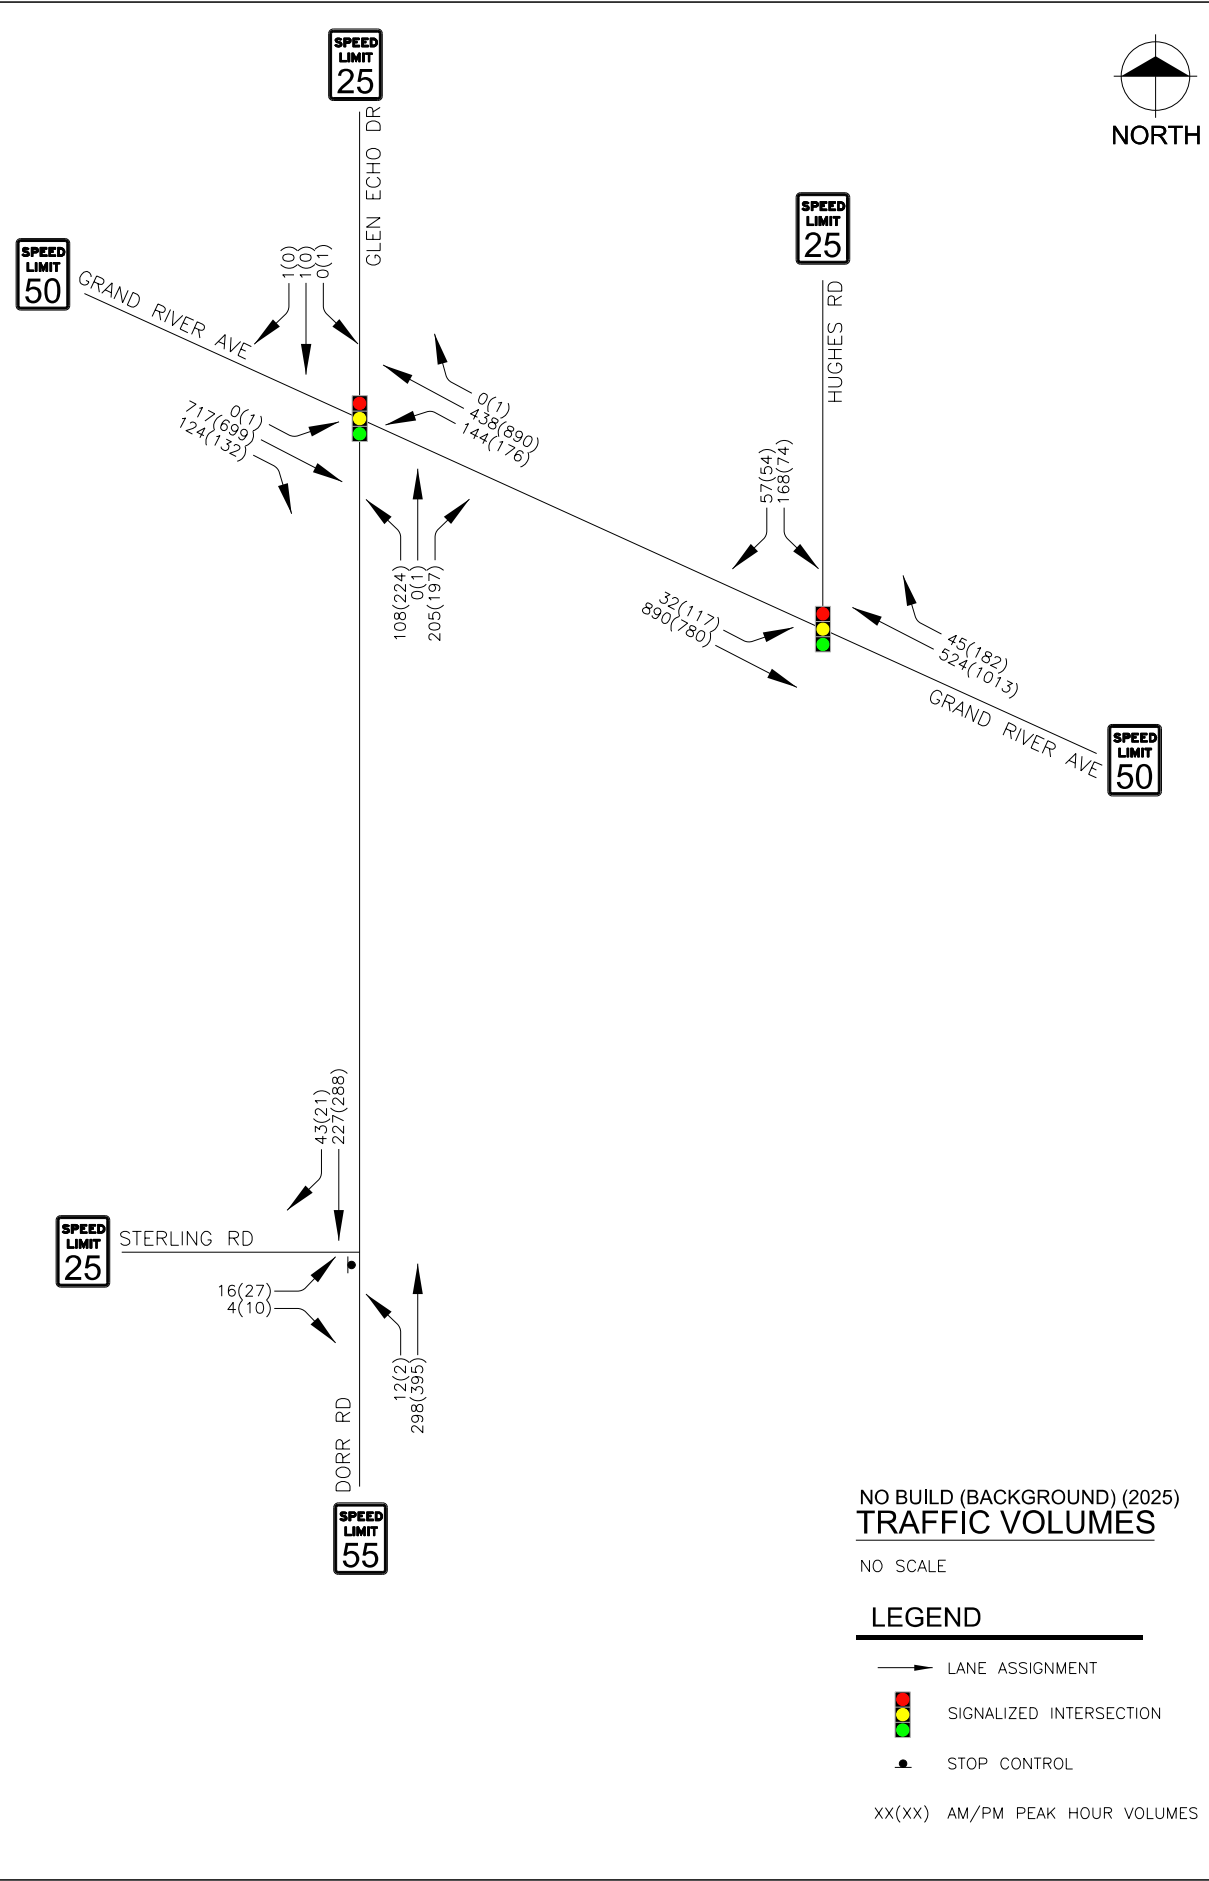 SPEED
LIMIT
25
NORTH
GLEN ECHO DR
SPEED
LIMIT
25
SPEED
LIMIT
50
GRAND RIVER AVE
1(0)
1(0)
0(1)
HUGHES RD
0(1)
438(890)
144(176)
0(1)
717(699)
124(132)
57(54)
168(74)
108(224)
0(1)
205(197)
32(117)
890(780)
45(182)
524(1013)
GRAND RIVER AVE
SPEED
LIMIT
50
43(21)
227(288)
SPEED
LIMIT
25
STERLING RD
16(27)
4(10)
12(2)
298(395)
DORR RD
SPEED
LIMIT
55
NO BUILD (BACKGROUND) (2025)
TRAFFIC VOLUMES
NO SCALE
LEGEND
LANE ASSIGNMENT
SIGNALIZED INTERSECTION
STOP CONTROL
XX(XX) AM/PM PEAK HOUR VOLUMES